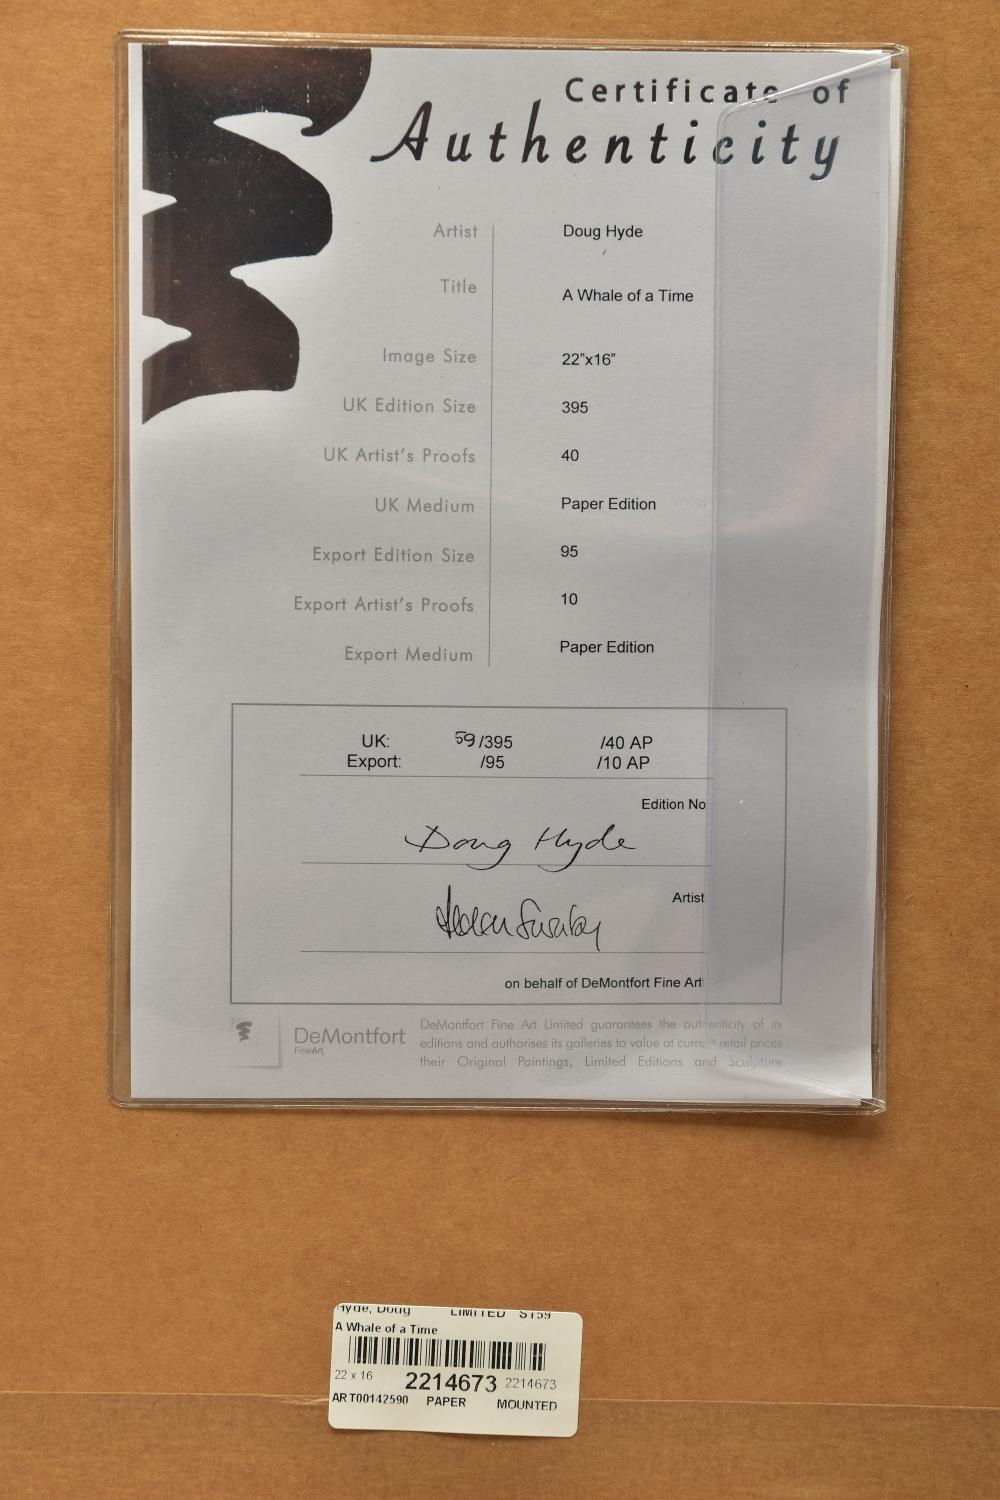 Certificate of
Authenticity
Artist Doug Hyde
Title A Whale of a Time
Image Size 22"x16"
UK Edition Size 395
UK Artist's Proofs 40
UK Medium Paper Edition
Export Edition Size 95
Export Artist's Proofs 10
Export Medium Paper Edition
UK: 59/395 /40 AP
Export: /95 /10 AP
Edition No
Doug Hyde
Artist
on behalf of DeMontfort Fine Art
DeMontfort
FineArt
DeMontfort Fine Art Limited guarantees the authenticity of its
editions and authorises its galleries to value at current retail prices
their Original Paintings, Limited Editions and Sculpture
Hyde, Doug LIMITED S159
A Whale of a Time
22 x 16 2214673 2214673
ART00142590 PAPER MOUNTED